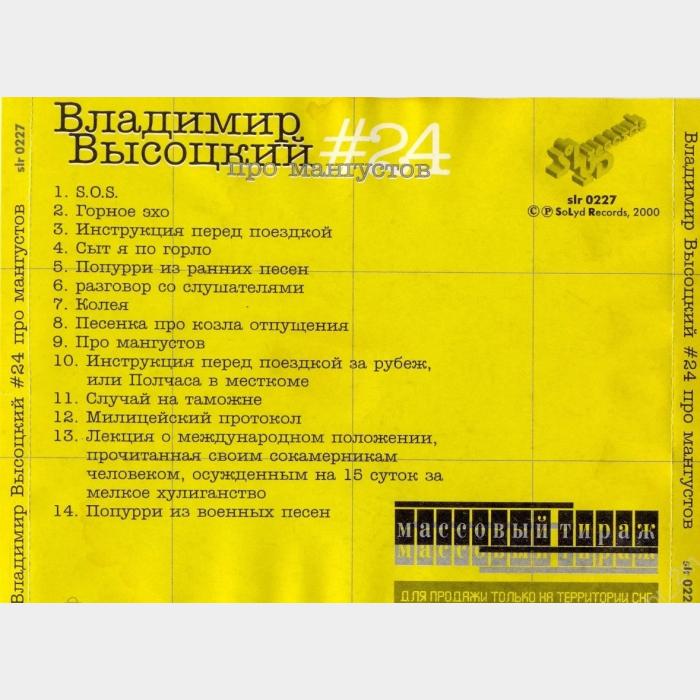 Владимир
Высоцкий #24
про мангустов
1. S.O.S.
2. Горное эхо
3. Инструкция перед поездкой
4. Сыт я по горло
5. Попурри из ранних песен
6. разговор со слушателями
7. Колея
8. Песенка про козла отпущения
9. Про мангустов
10. Инструкция перед поездкой за рубеж,
или Полчаса в месткоме
11. Случай на таможне
12. Милицейский протокол
13. Лекция о международном положении,
прочитанная своим сокамерникам
человеком, осужденным на 15 суток за
мелкое хулиганство
14. Попурри из военных песен
slr 0227
© ℗ SoLyd Records, 2000
массовый тираж
ДЛЯ ПРОДАЖИ ТОЛЬКО НА ТЕРРИТОРИИ СНГ
Владимир Высоцкий #24 про мангустов
slr 0227
Владимир Высоцкий #24 про мангустов
slr 022